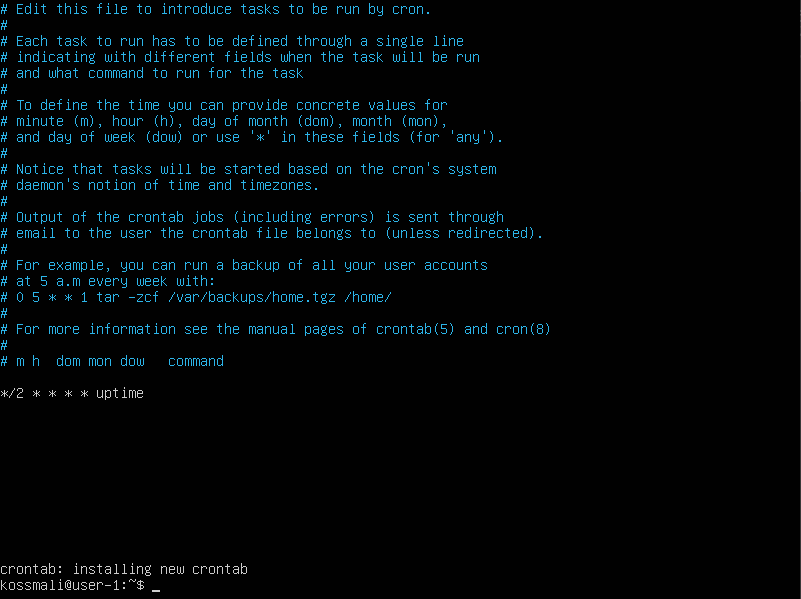 # Edit this file to introduce tasks to be run by cron.
#
# Each task to run has to be defined through a single line
# indicating with different fields when the task will be run
# and what command to run for the task
#
# To define the time you can provide concrete values for
# minute (m), hour (h), day of month (dom), month (mon),
# and day of week (dow) or use '*' in these fields (for 'any').
#
# Notice that tasks will be started based on the cron's system
# daemon's notion of time and timezones.
#
# Output of the crontab jobs (including errors) is sent through
# email to the user the crontab file belongs to (unless redirected).
#
# For example, you can run a backup of all your user accounts
# at 5 a.m every week with:
# 0 5 * * 1 tar -zcf /var/backups/home.tgz /home/
#
# For more information see the manual pages of crontab(5) and cron(8)
#
# m h  dom mon dow   command
*/2 * * * * uptime
crontab: installing new crontab
kossmali@user-1:~$ _